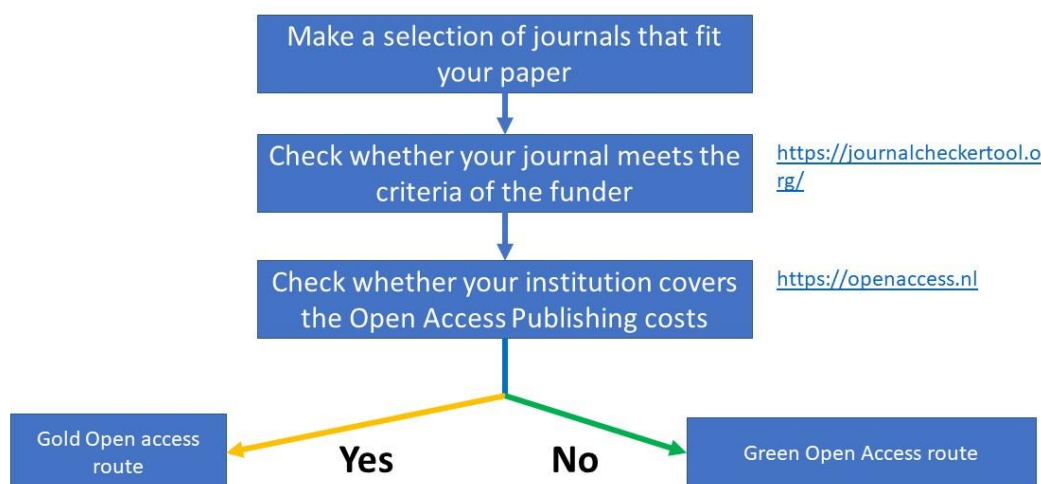 Make a selection of journals that fit
your paper
Check whether your journal meets the
criteria of the funder
https://journalcheckertool.o
rg/
Check whether your institution covers
the Open Access Publishing costs
https://openaccess.nl
Gold Open access
route
Yes
No
Green Open Access route